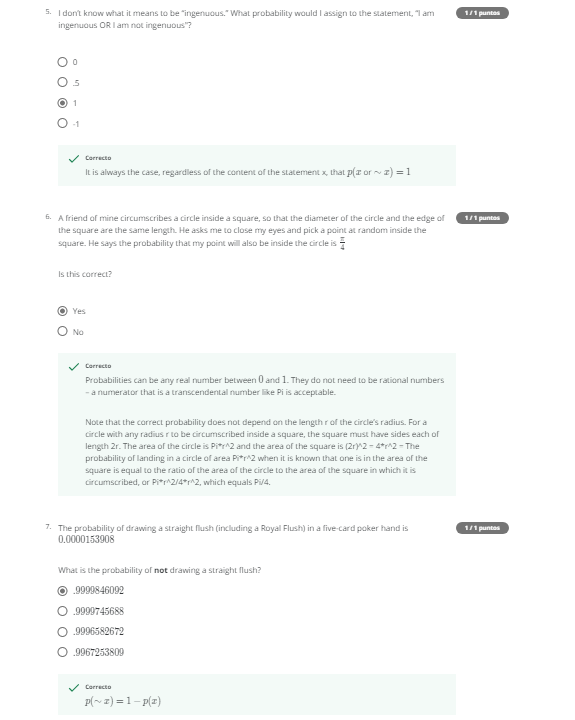 5. I don't know what it means to be "ingenuous." What probability would I assign to the statement, "I am
ingenuous OR I am not ingenuous"?
1 / 1 puntos
0
.5
1
-1
Correcto
It is always the case, regardless of the content of the statement x, that p(x or ∼ x) = 1
6. A friend of mine circumscribes a circle inside a square, so that the diameter of the circle and the edge of
the square are the same length. He asks me to close my eyes and pick a point at random inside the
square. He says the probability that my point will also be inside the circle is π/4
1 / 1 puntos
Is this correct?
Yes
No
Correcto
Probabilities can be any real number between 0 and 1. They do not need to be rational numbers
– a numerator that is a transcendental number like Pi is acceptable.
Note that the correct probability does not depend on the length r of the circle's radius. For a
circle with any radius r to be circumscribed inside a square, the square must have sides each of
length 2r. The area of the circle is Pi*r^2 and the area of the square is (2r)^2 = 4*r^2 = The
probability of landing in a circle of area Pi*r^2 when it is known that one is in the area of the
square is equal to the ratio of the area of the circle to the area of the square in which it is
circumscribed, or Pi*r^2/4*r^2, which equals Pi/4.
7. The probability of drawing a straight flush (including a Royal Flush) in a five-card poker hand is
0.0000153908
1 / 1 puntos
What is the probability of not drawing a straight flush?
.9999846092
.9999745688
.9996582672
.9967253809
Correcto
p(∼ x) = 1 − p(x)